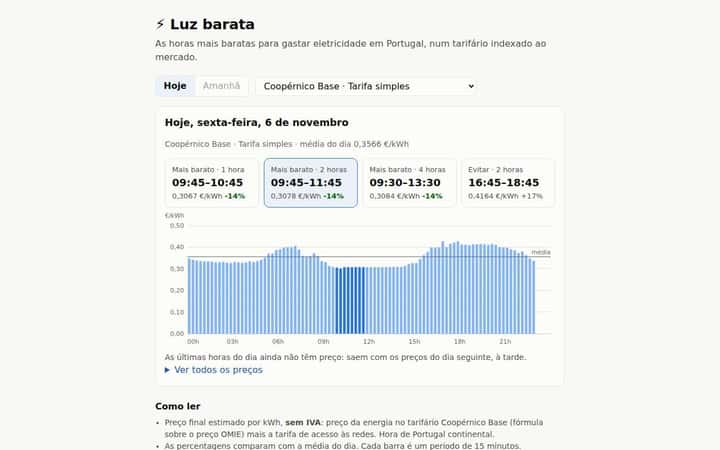 ⚡ Luz barata
As horas mais baratas para gastar eletricidade em Portugal, num tarifário indexado ao
mercado.
Hoje Amanhã Coopérnico Base · Tarifa simples
Hoje, sexta-feira, 6 de novembro
Coopérnico Base · Tarifa simples · média do dia 0,3566 €/kWh
Mais barato · 1 hora
09:45–10:45
0,3067 €/kWh -14%
Mais barato · 2 horas
09:45–11:45
0,3078 €/kWh -14%
Mais barato · 4 horas
09:30–13:30
0,3084 €/kWh -14%
Evitar · 2 horas
16:45–18:45
0,4164 €/kWh +17%
€/kWh
0,50
0,40
média
0,30
0,20
0,10
0,00
00h 03h 06h 09h 12h 15h 18h 21h
As últimas horas do dia ainda não têm preço: saem com os preços do dia seguinte, à tarde.
▶ Ver todos os preços
Como ler
• Preço final estimado por kWh, sem IVA: preço da energia no tarifário Coopérnico Base (fórmula
sobre o preço OMIE) mais a tarifa de acesso às redes. Hora de Portugal continental.
• As percentagens comparam com a média do dia. Cada barra é um período de 15 minutos.